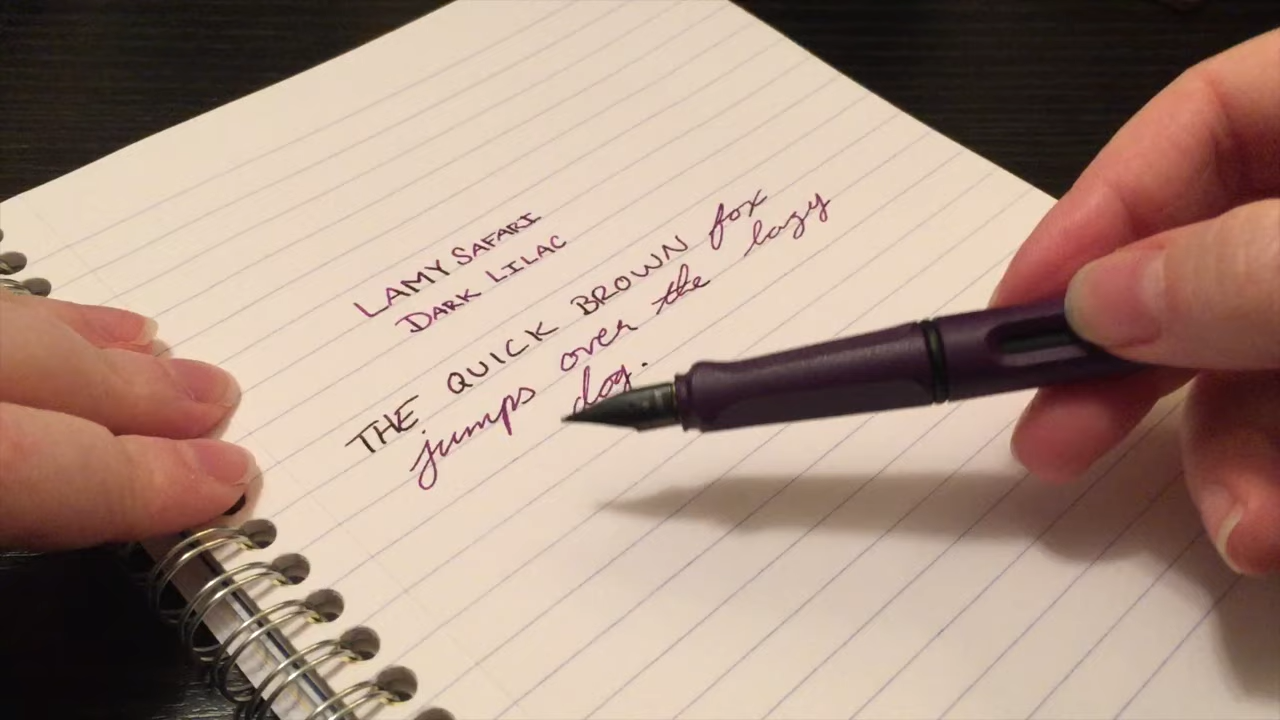 LAMY SAFARI
DARK LILAC
THE QUICK BROWN fox
jumps over the lazy
dog.